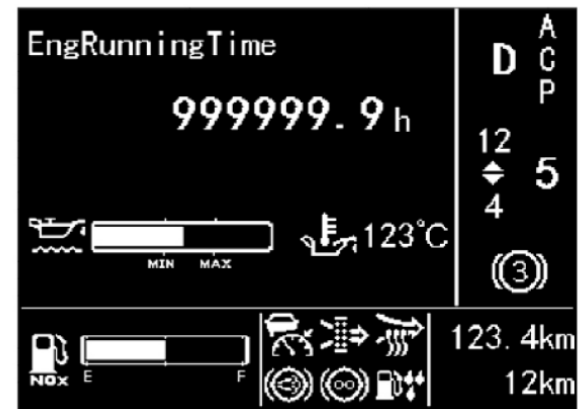 EngRunningTime
999999.9h
MIN MAX
123°C
D
A
C
P
12
5
4
3
NOx E F
123.4km
12km